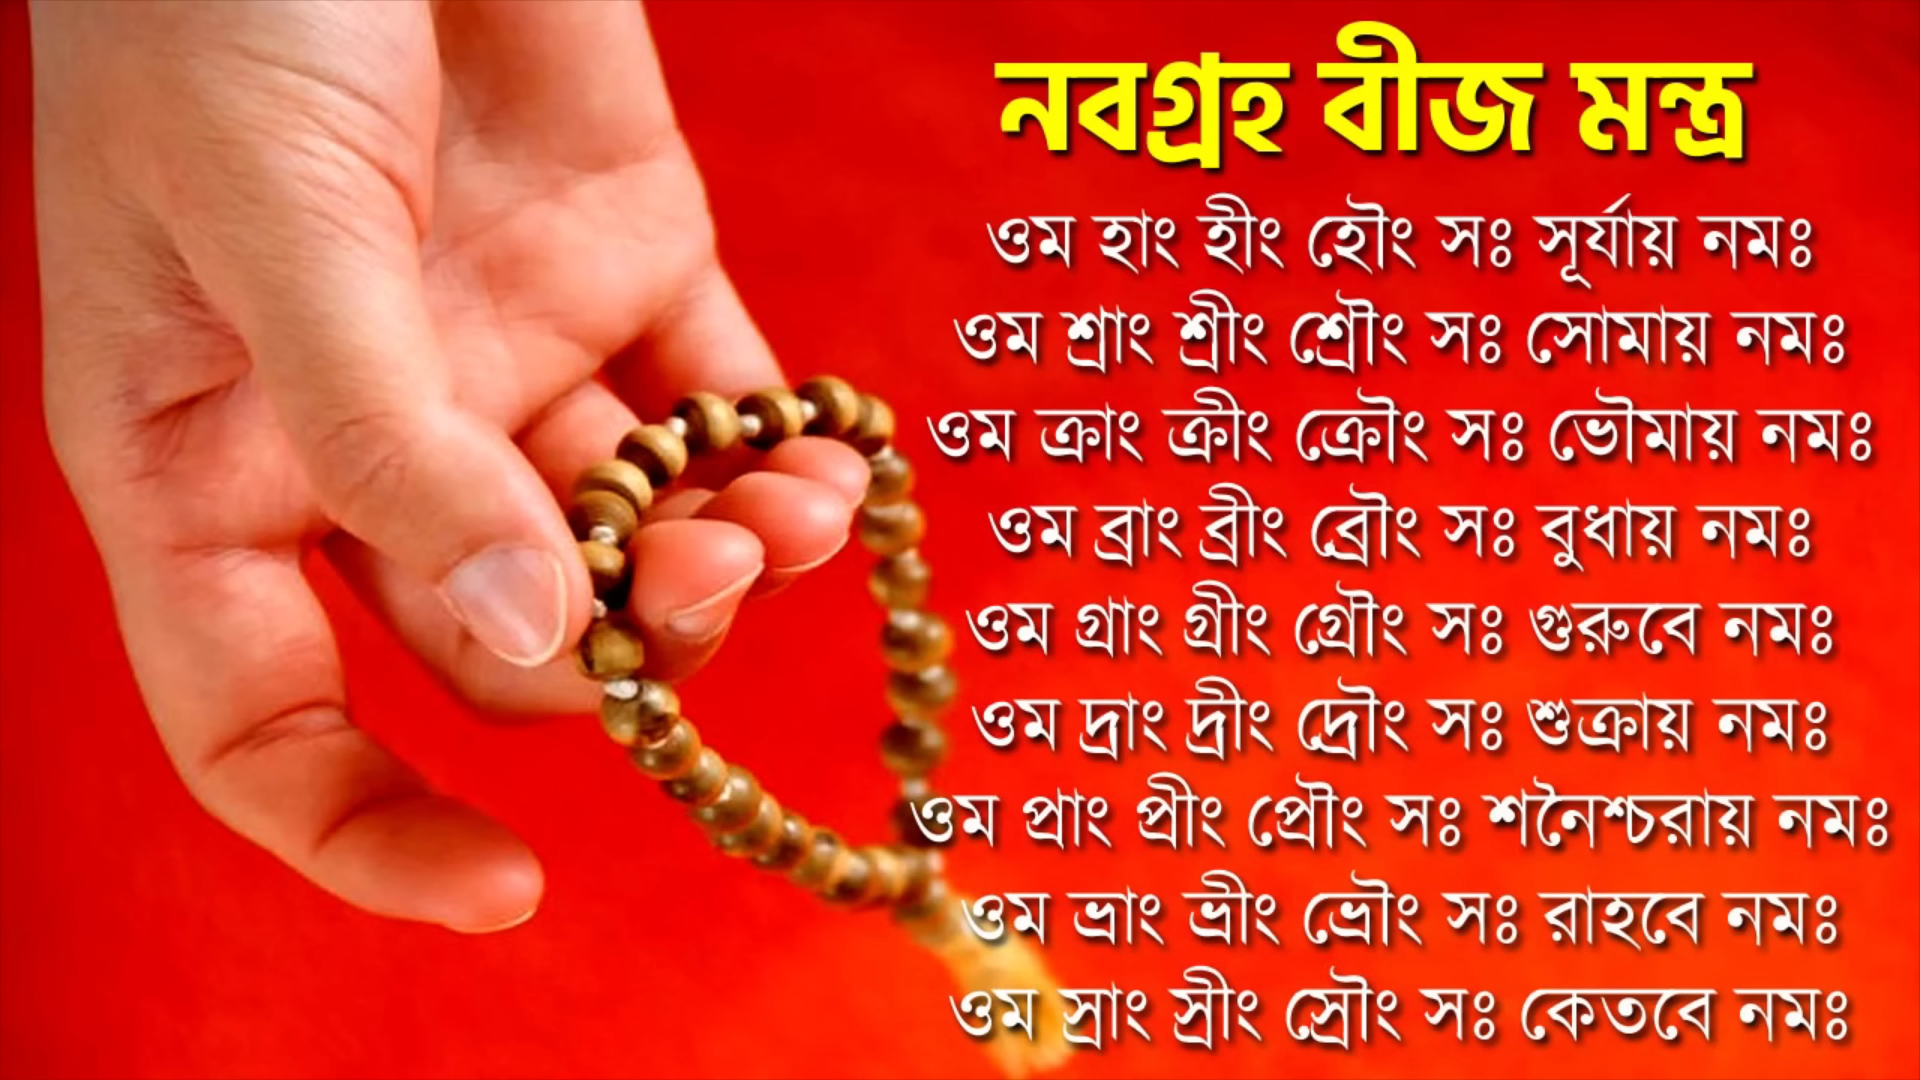 নবগ্রহ বীজ মন্ত্র
ওম হাং হীং হৌং সঃ সূর্যায় নমঃ
ওম শ্রাং শ্রীং শ্রৌং সঃ সোমায় নমঃ
ওম ক্রাং ক্রীং ক্রৌং সঃ ভৌমায় নমঃ
ওম ব্রাং ব্রীং ব্রৌং সঃ বুধায় নমঃ
ওম গ্রাং গ্রীং গ্রৌং সঃ গুরুবে নমঃ
ওম দ্রাং দ্রীং দ্রৌং সঃ শুক্রায় নমঃ
ওম প্রাং প্রীং প্রৌং সঃ শনৈশ্চরায় নমঃ
ওম ভ্রাং ভ্রীং ভ্রৌং সঃ রাহবে নমঃ
ওম স্রাং স্রীং স্রৌং সঃ কেতবে নমঃ